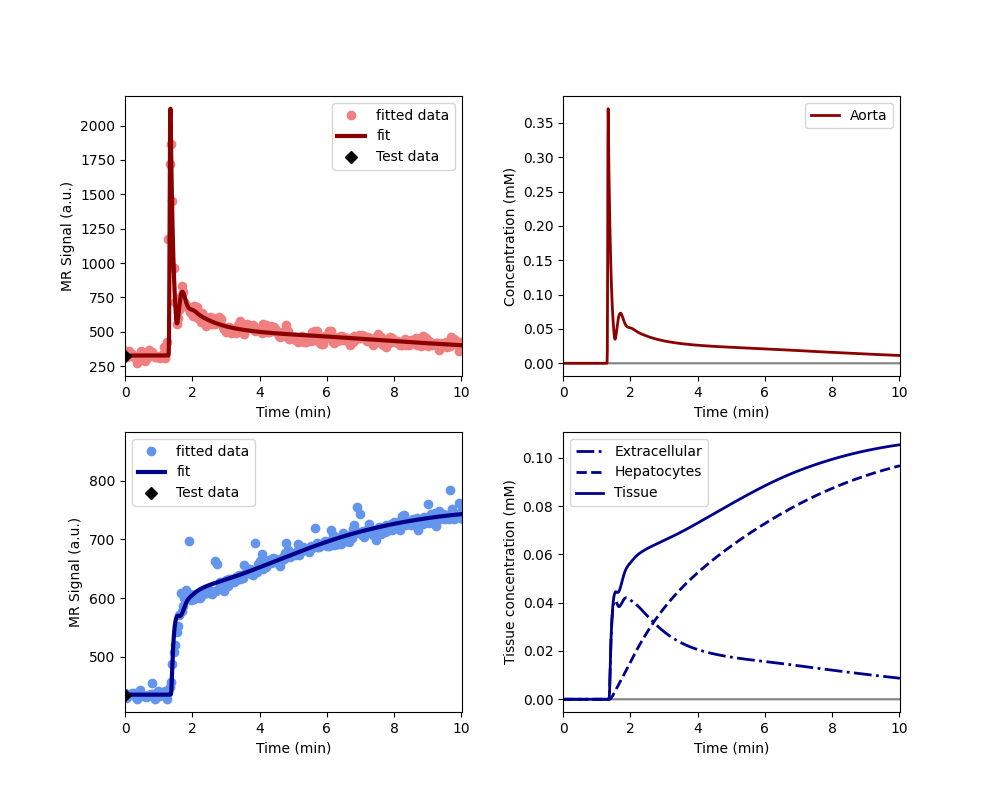 MR Signal (a.u.)
2000
1750
1500
1250
1000
750
500
250
0 2 4 6 8 10
Time (min)
fitted data
fit
Test data
Concentration (mM)
0.35
0.30
0.25
0.20
0.15
0.10
0.05
0.00
0 2 4 6 8 10
Time (min)
Aorta
MR Signal (a.u.)
800
700
600
500
0 2 4 6 8 10
Time (min)
fitted data
fit
Test data
Tissue concentration (mM)
0.10
0.08
0.06
0.04
0.02
0.00
0 2 4 6 8 10
Time (min)
Extracellular
Hepatocytes
Tissue